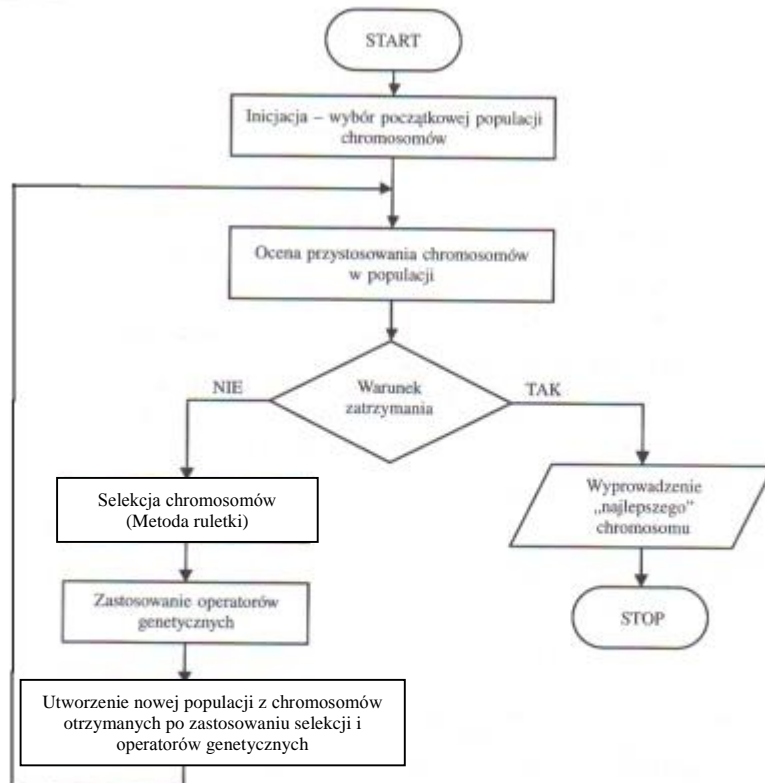 START
Inicjacja – wybór początkowej populacji
chromosomów
Ocena przystosowania chromosomów
w populacji
Warunek
zatrzymania
NIE
TAK
Selekcja chromosomów
(Metoda ruletki)
Wyprowadzenie
„najlepszego”
chromosomu
Zastosowanie operatorów
genetycznych
STOP
Utworzenie nowej populacji z chromosomów
otrzymanych po zastosowaniu selekcji i
operatorów genetycznych